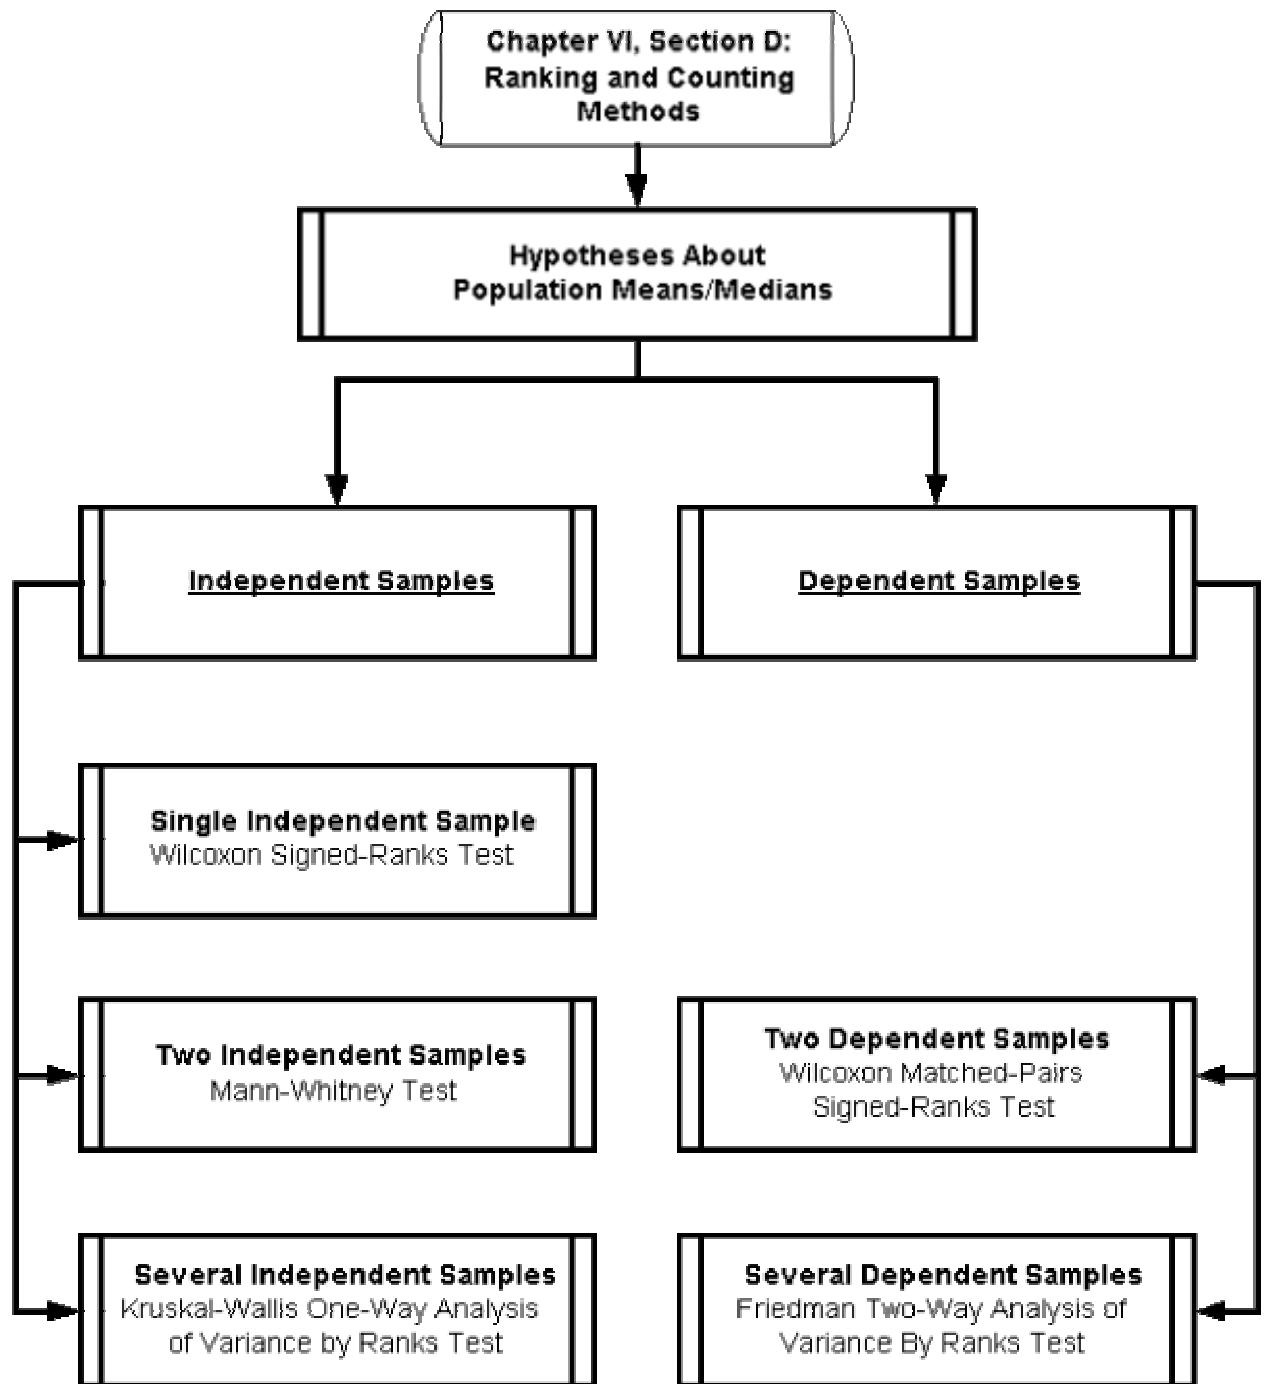 Chapter VI, Section D:
Ranking and Counting
Methods
Hypotheses About
Population Means/Medians
Independent Samples
Dependent Samples
Single Independent Sample
Wilcoxon Signed-Ranks Test
Two Independent Samples
Mann-Whitney Test
Two Dependent Samples
Wilcoxon Matched-Pairs
Signed-Ranks Test
Several Independent Samples
Kruskal-Wallis One-Way Analysis
of Variance by Ranks Test
Several Dependent Samples
Friedman Two-Way Analysis of
Variance By Ranks Test